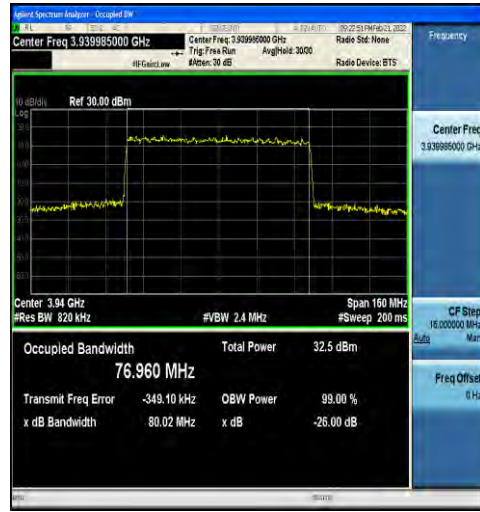 Agilent Spectrum Analyzer - Occupied BW
RL
09:22:51 PM Feb 21, 2022
Center Freq 3.939985000 GHz
Center Freq: 3.939985000 GHz
Radio Std: None
Frequency
Trig: Free Run
Avg|Hold: 30/30
#IFGain:Low
#Atten: 30 dB
Radio Device: BTS
10 dB/div
Ref 30.00 dBm
Log
Center Freq
3.939985000 GHz
Center 3.94 GHz
Span 160 MHz
#Res BW 820 kHz
#VBW 2.4 MHz
#Sweep 200 ms
CF Step
16.000000 MHz
Auto
Man
Occupied Bandwidth
Total Power
32.5 dBm
76.960 MHz
Freq Offset
0 Hz
Transmit Freq Error
-349.10 kHz
OBW Power
99.00 %
x dB Bandwidth
80.02 MHz
x dB
-26.00 dB